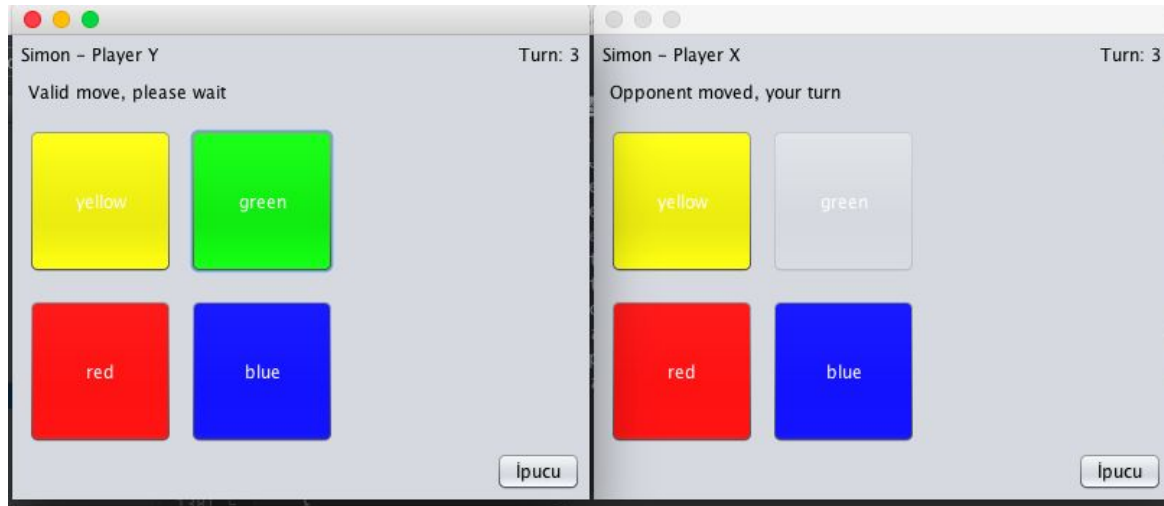 Simon – Player Y Turn: 3
Valid move, please wait
yellow green
red blue
İpucu
Simon – Player X Turn: 3
Opponent moved, your turn
yellow green
red blue
İpucu